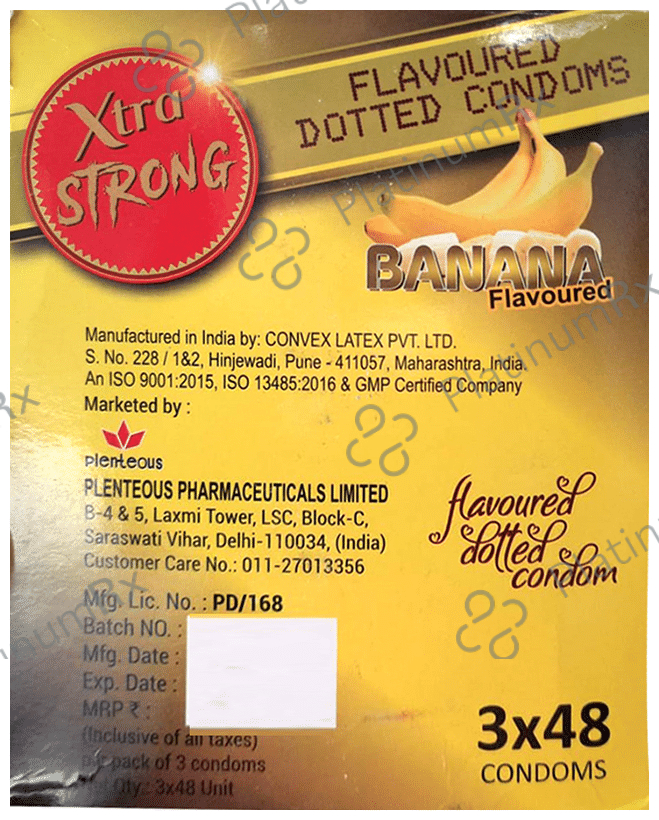 Xtra
STRONG
FLAVOURED
DOTTED CONDOMS
BANANA
Flavoured
Manufactured in India by: CONVEX LATEX PVT. LTD.
S. No. 228 / 1&2, Hinjewadi, Pune - 411057, Maharashtra, India.
An ISO 9001:2015, ISO 13485:2016 & GMP Certified Company
Marketed by :
plenteous
PLENTEOUS PHARMACEUTICALS LIMITED
B-4 & 5, Laxmi Tower, LSC, Block-C,
Saraswati Vihar, Delhi-110034, (India)
Customer Care No.: 011-27013356
flavoured
dotted
condom
Mfg. Lic. No. : PD/168
Batch NO. :
Mfg. Date :
Exp. Date :
MRP ₹ :
(Inclusive of all taxes)
per pack of 3 condoms
Qty.: 3x48 Unit
3x48
CONDOMS
PlatinumRx
PlatinumRx
PlatinumRx